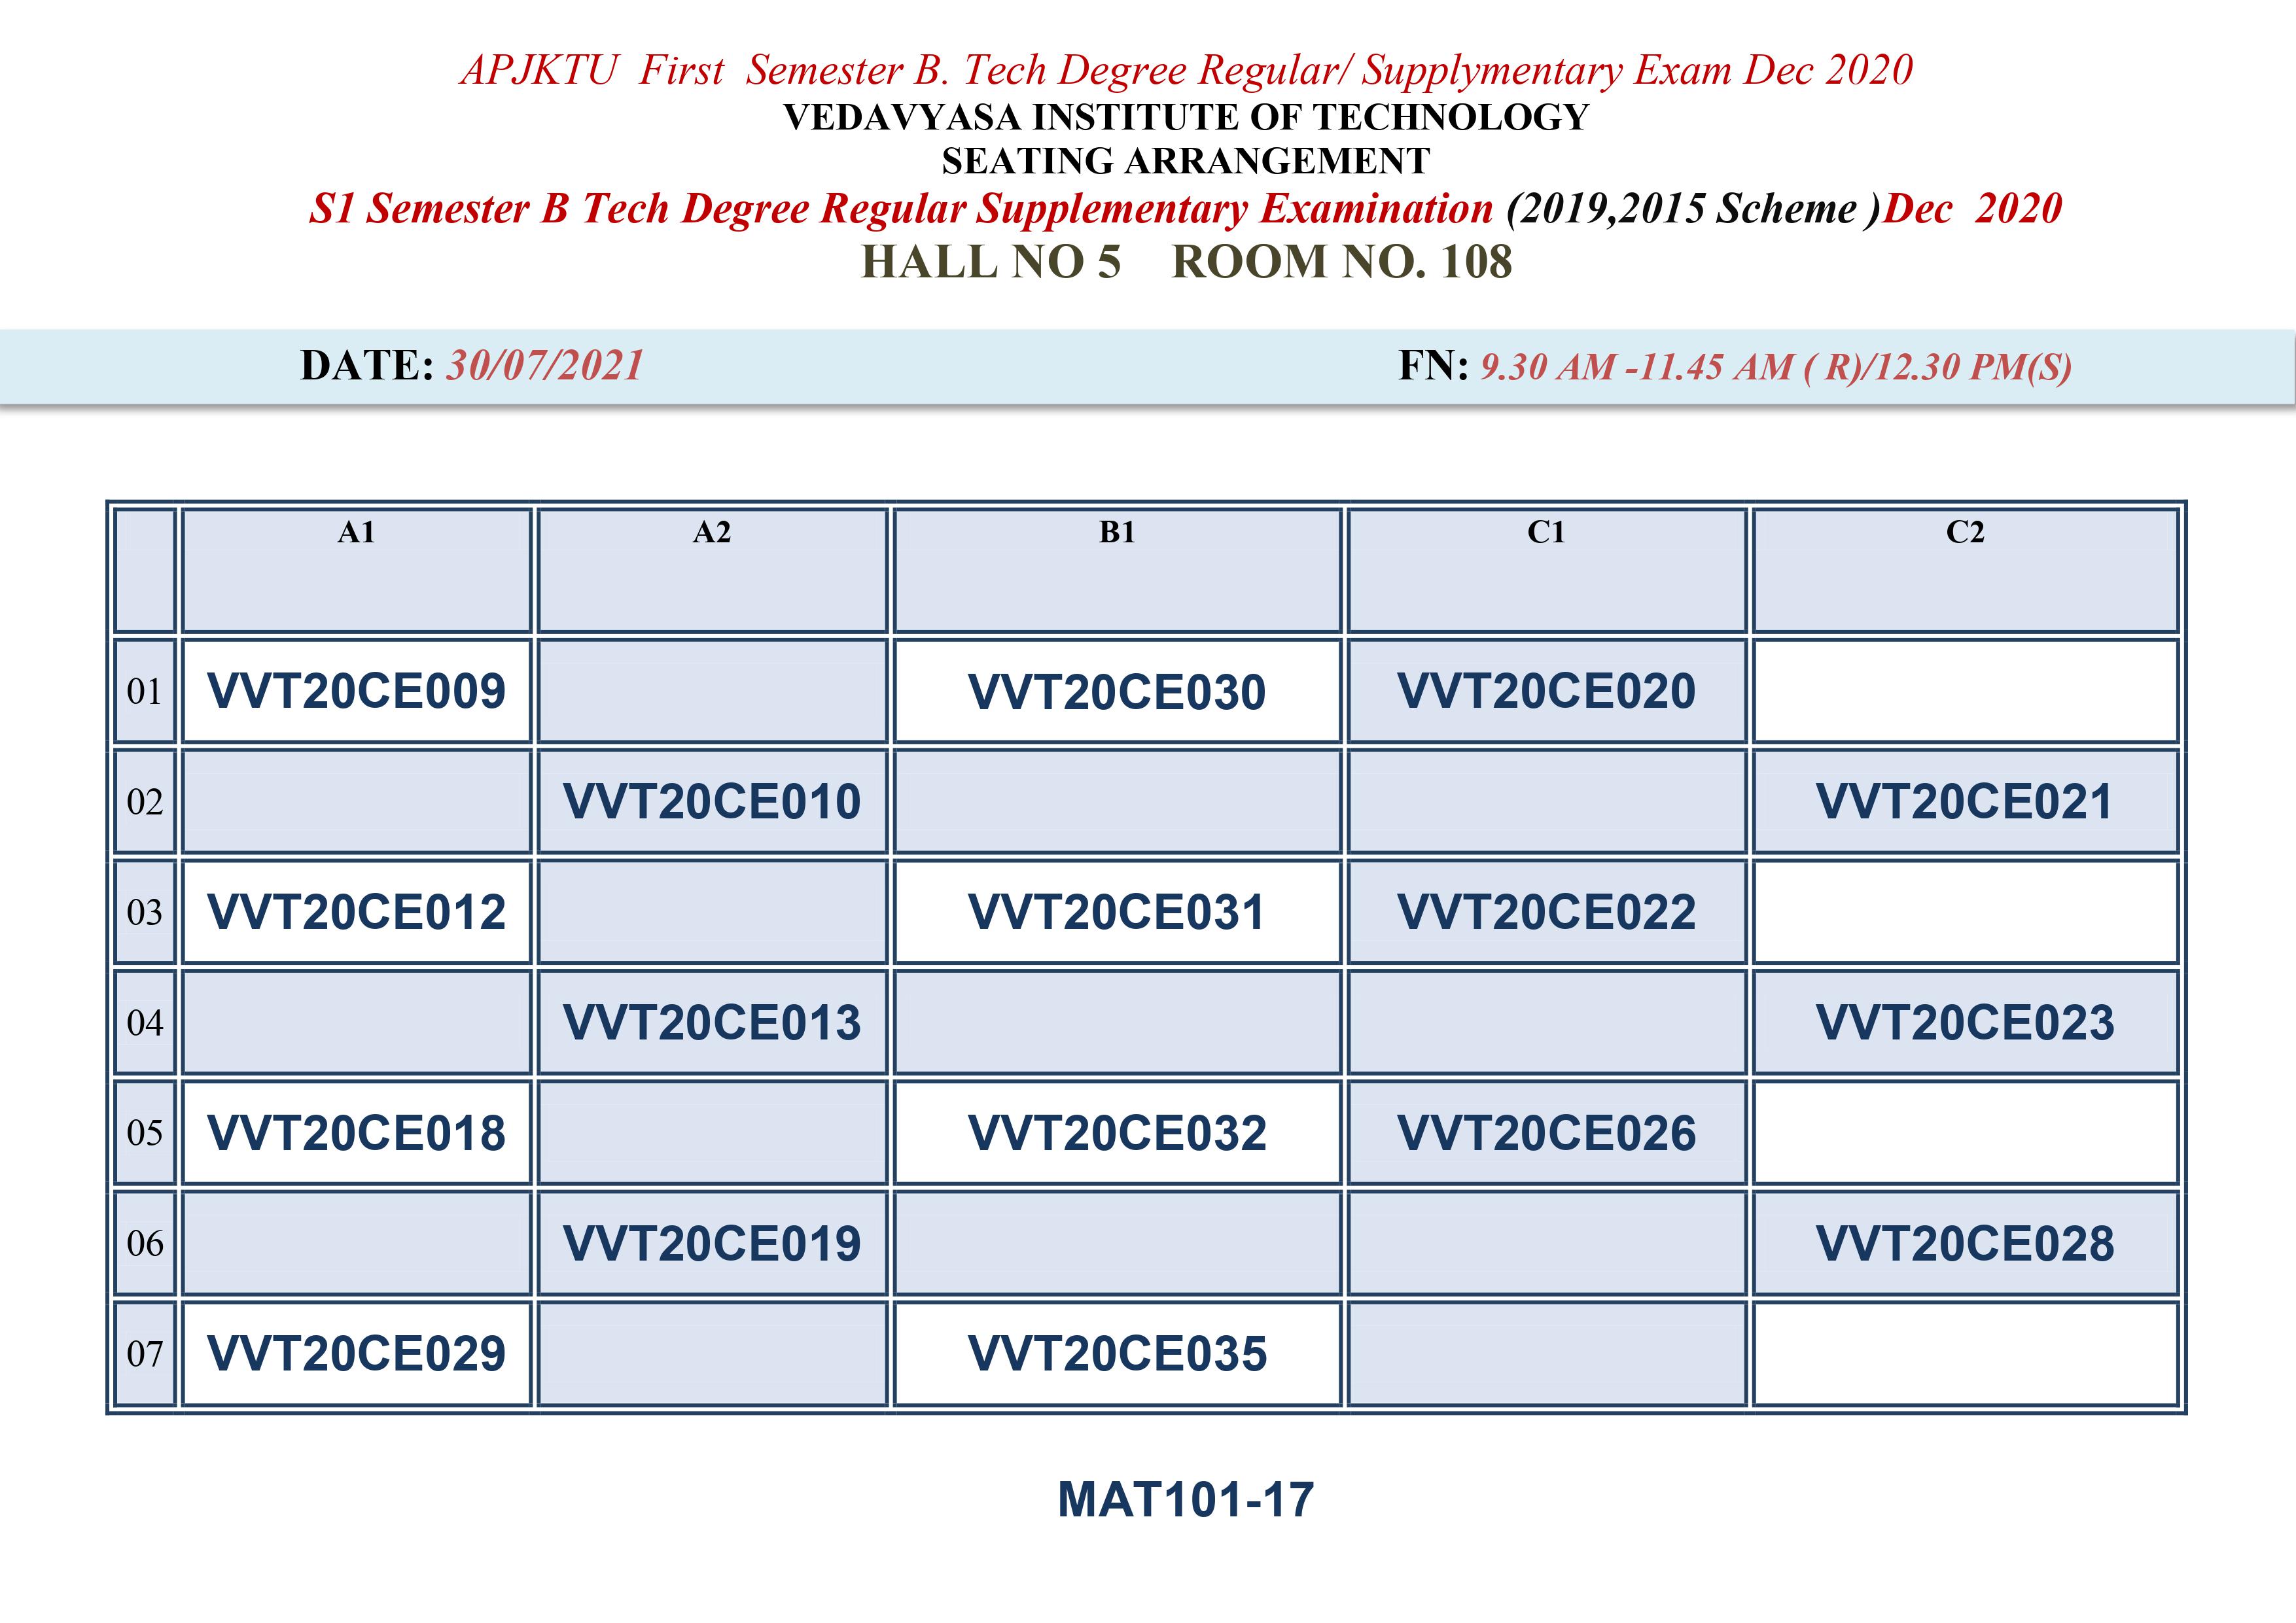 APJKTU First Semester B. Tech Degree Regular/ Supplymentary Exam Dec 2020
VEDAVYASA INSTITUTE OF TECHNOLOGY
SEATING ARRANGEMENT
S1 Semester B Tech Degree Regular Supplementary Examination (2019,2015 Scheme )Dec 2020
HALL NO 5 ROOM NO. 108
DATE: 30/07/2021 FN: 9.30 AM -11.45 AM ( R)/12.30 PM(S)
A1 A2 B1 C1 C2
01 VVT20CE009 VVT20CE030 VVT20CE020
02 VVT20CE010 VVT20CE021
03 VVT20CE012 VVT20CE031 VVT20CE022
04 VVT20CE013 VVT20CE023
05 VVT20CE018 VVT20CE032 VVT20CE026
06 VVT20CE019 VVT20CE028
07 VVT20CE029 VVT20CE035
MAT101-17